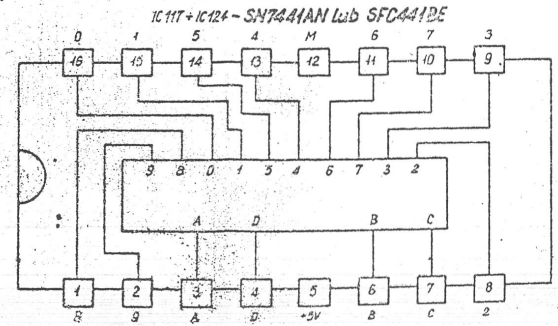 IC117÷IC124 - SN7441AN lub SFC441BE
0 1 5 4 M 6 7 3
16 15 14 13 12 11 10 9
9 8 0 1 5 4 6 7 3 2
A D B C
1 2 3 4 5 6 7 8
8 9 A D +5V B C 2